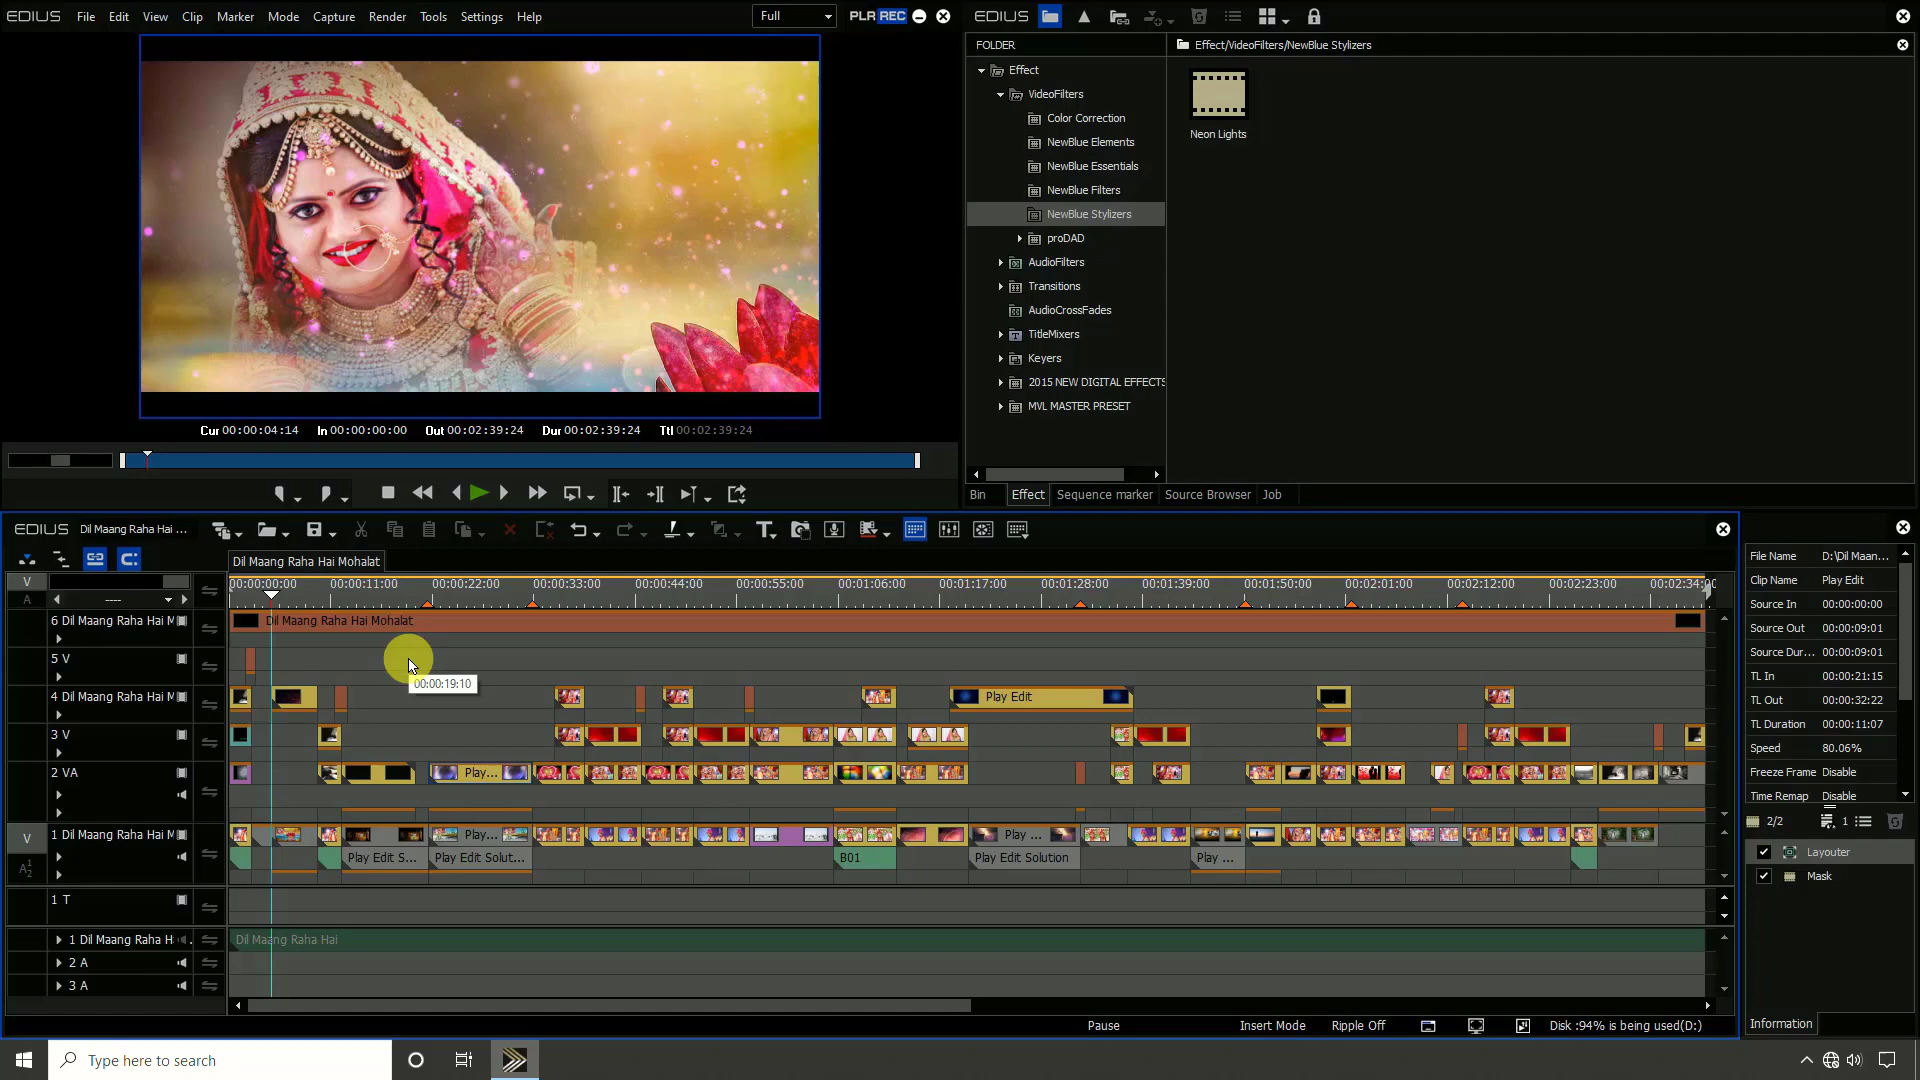 EDIUS File Edit View Clip Marker Mode Capture Render Tools Settings Help Full PLR REC
EDIUS
FOLDER
Effect/VideoFilters/NewBlue Stylizers
Effect
VideoFilters
Color Correction
NewBlue Elements
NewBlue Essentials
NewBlue Filters
NewBlue Stylizers
proDAD
AudioFilters
Transitions
AudioCrossFades
TitleMixers
Keyers
2015 NEW DIGITAL EFFECTS
MVL MASTER PRESET
Neon Lights
Cur 00:00:04:14 In 00:00:00:00 Out 00:02:39:24 Dur 00:02:39:24 Ttl 00:02:39:24
Bin Effect Sequence marker Source Browser Job
EDIUS Dil Maang Raha Hai ...
Dil Maang Raha Hai Mohalat
V
A
----
00:00:00:00 00:00:11:00 00:00:22:00 00:00:33:00 00:00:44:00 00:00:55:00 00:01:06:00 00:01:17:00 00:01:28:00 00:01:39:00 00:01:50:00 00:02:01:00 00:02:12:00 00:02:23:00 00:02:34:00
6 Dil Maang Raha Hai M Dil Maang Raha Hai Mohalat
5 V
00:00:19:10
4 Dil Maang Raha Hai M Play Edit
3 V
2 VA Play...
V 1 Dil Maang Raha Hai M Play... Play ...
A12 Play Edit S... Play Edit Solut... B01 Play Edit Solution Play ...
1 T
1 Dil Maang Raha H Dil Maang Raha Hai
2 A
3 A
Pause Insert Mode Ripple Off Disk :94% is being used(D:)
File Name D:\Dil Maan...
Clip Name Play Edit
Source In 00:00:00:00
Source Out 00:00:09:01
Source Dur... 00:00:09:01
TL In 00:00:21:15
TL Out 00:00:32:22
TL Duration 00:00:11:07
Speed 80.06%
Freeze Frame Disable
Time Remap Disable
2/2 1
Layouter
Mask
Information
Type here to search